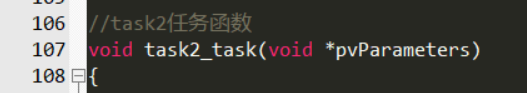 106 //task2任务函数
107 void task2_task(void *pvParameters)
108 {